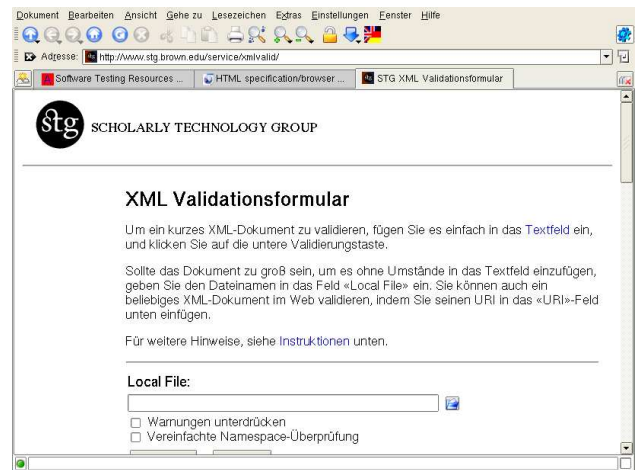 Dokument Bearbeiten Ansicht Gehe zu Lesezeichen Extras Einstellungen Fenster Hilfe
Adresse: http://www.stg.brown.edu/service/xmlvalid/
Software Testing Resources ... HTML specification/browser ... STG XML Validationsformular
stg SCHOLARLY TECHNOLOGY GROUP
XML Validationsformular
Um ein kurzes XML-Dokument zu validieren, fügen Sie es einfach in das Textfeld ein,
und klicken Sie auf die untere Validierungstaste.
Sollte das Dokument zu groß sein, um es ohne Umstände in das Textfeld einzufügen,
geben Sie den Dateinamen in das Feld «Local File» ein. Sie können auch ein
beliebiges XML-Dokument im Web validieren, indem Sie seinen URI in das «URI»-Feld
unten einfügen.
Für weitere Hinweise, siehe Instruktionen unten.
Local File:
Warnungen unterdrücken
Vereinfachte Namespace-Überprüfung